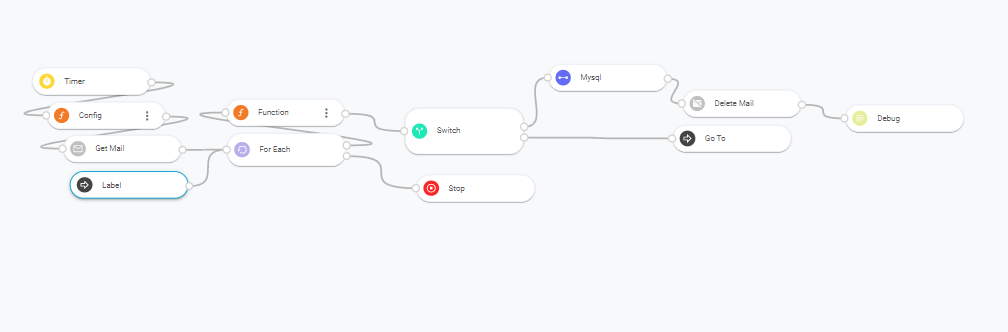 Timer
Config
Get Mail
Label
Function
For Each
Switch
Stop
Mysql
Delete Mail
Go To
Debug